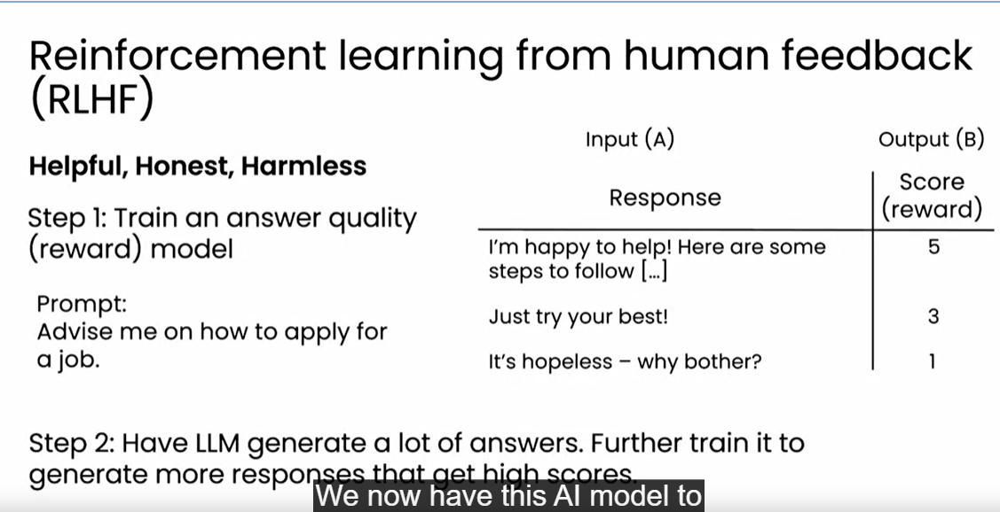 Reinforcement learning from human feedback
(RLHF)
Helpful, Honest, Harmless
Step 1: Train an answer quality
(reward) model
Prompt:
Advise me on how to apply for
a job.
Input (A)
Output (B)
Response
Score
(reward)
I'm happy to help! Here are some
steps to follow [...]
5
Just try your best!
3
It's hopeless – why bother?
1
Step 2: Have LLM generate a lot of answers. Further train it to
generate more responses that get high scores.
We now have this AI model to